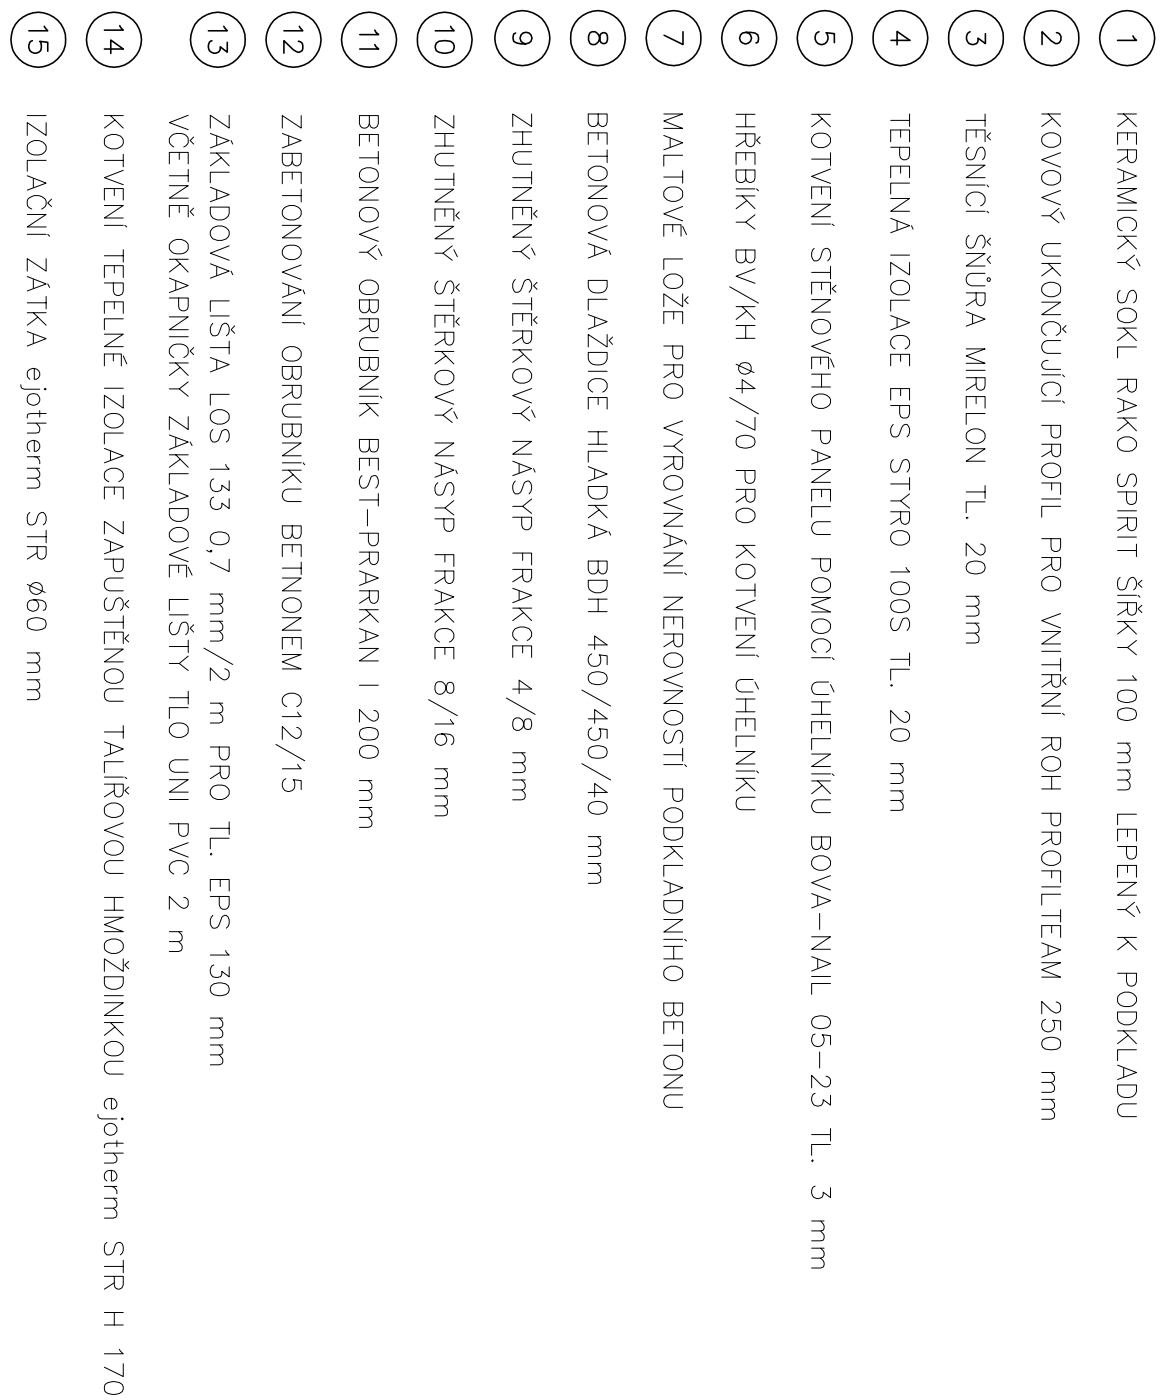 1 KERAMICKÝ SOKL RAKO SPIRIT ŠÍŘKY 100 mm LEPENÝ K PODKLADU
2 KOVOVÝ UKONČUJÍCÍ PROFIL PRO VNITŘNÍ ROH PROFILTEAM 250 mm
3 TĚSNÍCÍ ŠŇŮRA MIRELON TL. 20 mm
4 TEPELNÁ IZOLACE EPS STYRO 100S TL. 20 mm
5 KOTVENÍ STĚNOVÉHO PANELU POMOCÍ ÚHELNÍKU BOVA-NAIL 05-23 TL. 3 mm
6 HŘEBÍKY BV/KH ø4/70 PRO KOTVENÍ ÚHELNÍKU
7 MALTOVÉ LOŽE PRO VYROVNÁNÍ NEROVNOSTÍ PODKLADNÍHO BETONU
8 BETONOVÁ DLAŽDICE HLADKÁ BDH 450/450/40 mm
9 ZHUTNĚNÝ ŠTĚRKOVÝ NÁSYP FRAKCE 4/8 mm
10 ZHUTNĚNÝ ŠTĚRKOVÝ NÁSYP FRAKCE 8/16 mm
11 BETONOVÝ OBRUBNÍK BEST-PRARKAN I 200 mm
12 ZABETONOVÁNÍ OBRUBNÍKU BETNONEM C12/15
13 ZÁKLADOVÁ LIŠTA LOS 133 0,7 mm/2 m PRO TL. EPS 130 mm
VČETNĚ OKAPNIČKY ZÁKLADOVÉ LIŠTY TLO UNI PVC 2 m
14 KOTVENÍ TEPELNÉ IZOLACE ZAPUŠTĚNOU TALÍŘOVOU HMOŽDINKOU ejotherm STR H 170
15 IZOLAČNÍ ZÁTKA ejotherm STR ø60 mm